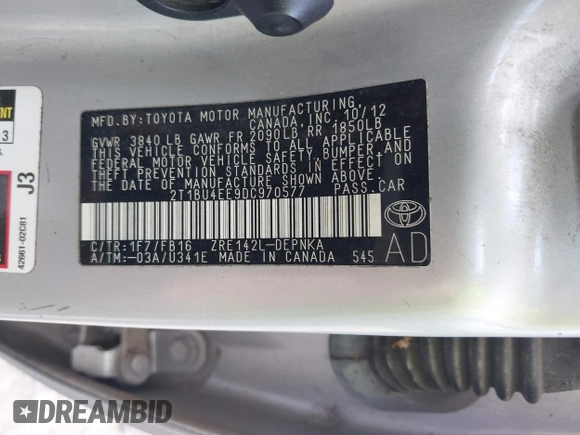 MFD.BY:TOYOTA MOTOR MANUFACTURING
CANADA, INC. 10/12
GVWR 3840 LB GAWR FR 2090LB RR 1850LB
THIS VEHICLE CONFORMS TO ALL APPLICABLE
FEDERAL MOTOR VEHICLE SAFETY, BUMPER, AND
THEFT PREVENTION STANDARDS IN EFFECT ON
THE DATE OF MANUFACTURE SHOWN ABOVE.
2T1BU4EE9DC970577 PASS.CAR
C/TR:1F7/FB16 ZRE142L-DEPNKA
A/TM:-03A/U341E MADE IN CANADA 545
TOYOTA
AD
NT
3
J3
42661-02C81
DREAMBID